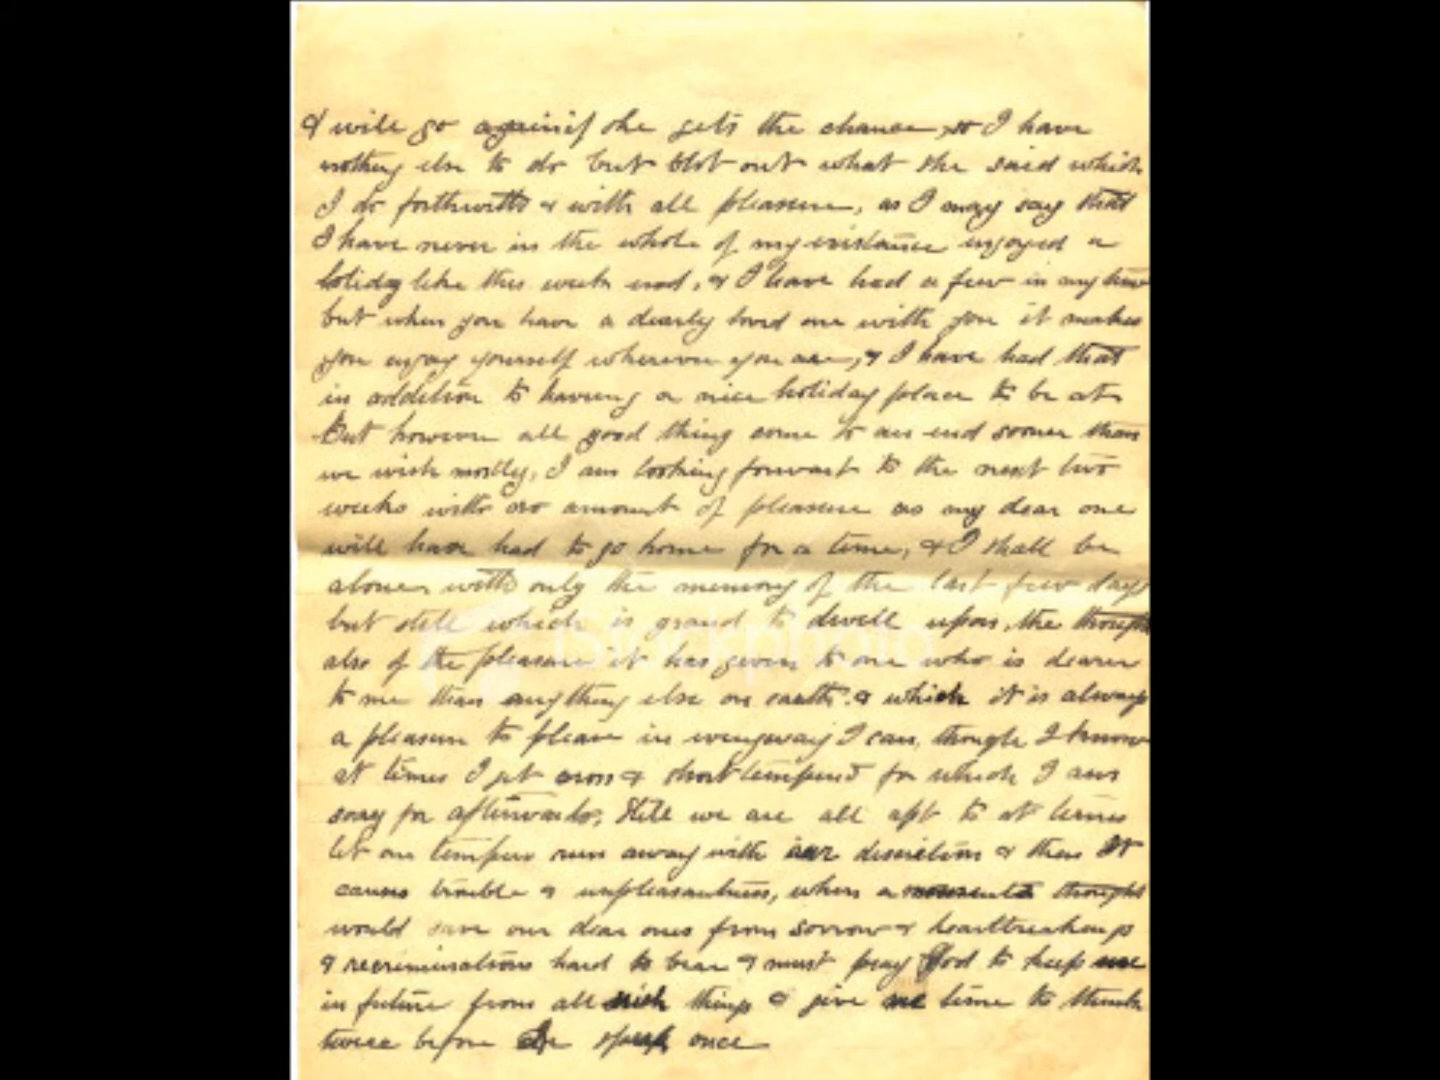 & will go again if she gets the chance, so I have
nothing else to do but blot out what she said which
I do forthwith & with all pleasure, as I may say that
I have never in the whole of my existance enjoyed a
holiday like this week end, & I have had a few in my time
but when you have a dearly loved one with you it makes
you enjoy yourself wherever you are, & I have had that
in addition to having a nice holiday place to be at
But however all good thing come to an end sooner than
we wish mostly, I am looking forward to the next two
weeks with no amount of pleasure as my dear one
will have had to go home for a time, & I shall be
alone with only the memory of the last few days
but still which is grand to dwell upon, the thought
also of the pleasure it has given to one who is dearer
to me than anything else on earth. & which it is always
a pleasure to please in everyway I can, though I know
at times I get cross & short tempered for which I am
sorry for afterwards, Still we are all apt to at times
let our tempers run away with our discretion & then it
causes trouble & unpleasantness, when a moments thought
would save our dear ones from sorrow & heartbreakings
& recriminations hard to bear & must pray God to keep me
in future from all such things & give me time to think
twice before I speak once
iStockphoto